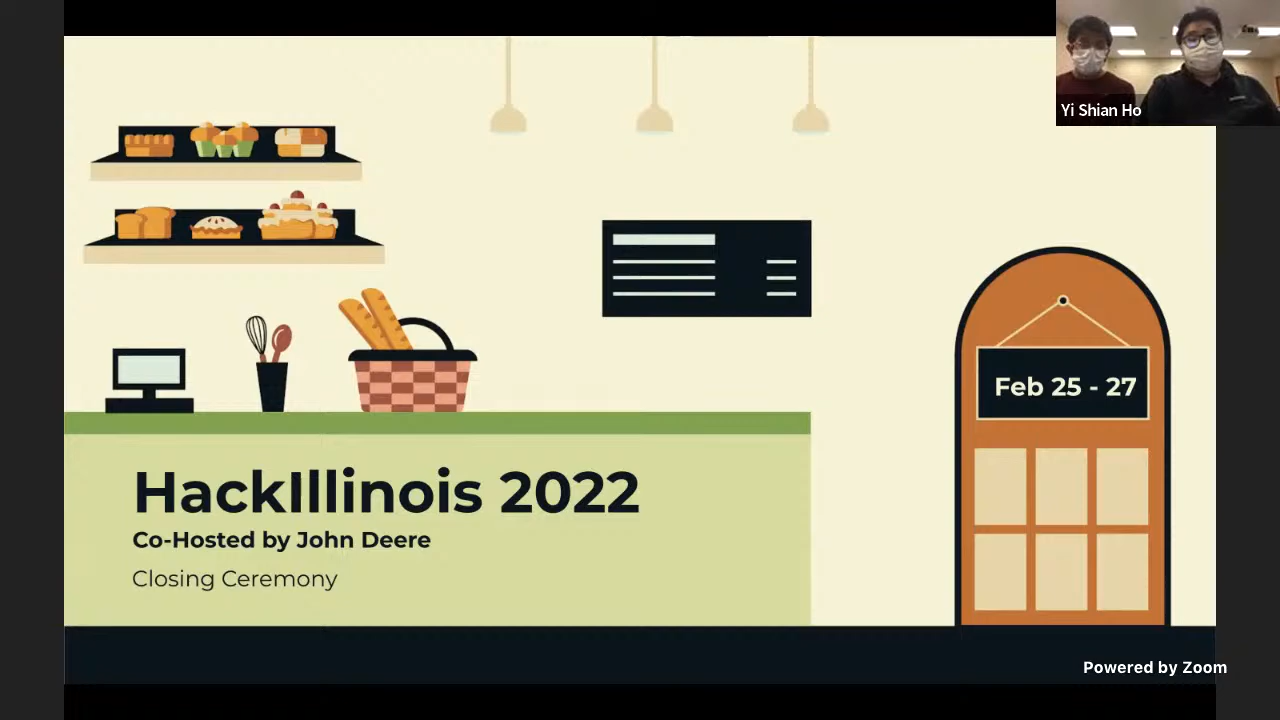 Yi Shian Ho
Feb 25 - 27
HackIllinois 2022
Co-Hosted by John Deere
Closing Ceremony
Powered by Zoom